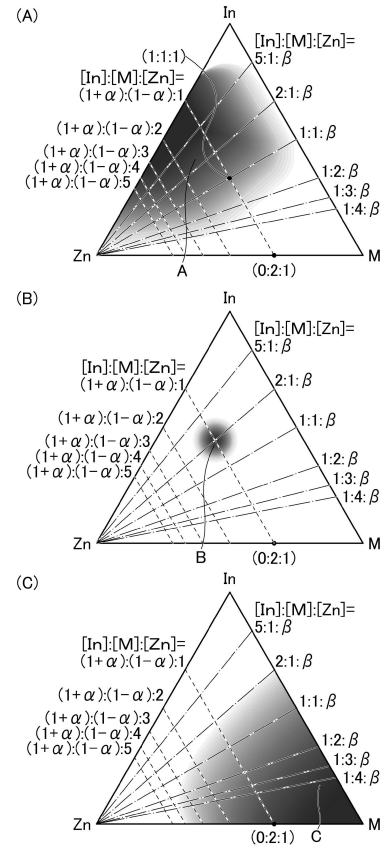 (A)
In
(1:1:1)
[In]:[M]:[Zn]=
5:1:β
[In]:[M]:[Zn]=
(1+α):(1−α):1
2:1:β
(1+α):(1−α):2
1:1:β
(1+α):(1−α):3
(1+α):(1−α):4
(1+α):(1−α):5
1:2:β
1:3:β
1:4:β
Zn
M
A
(0:2:1)
(B)
In
[In]:[M]:[Zn]=
5:1:β
[In]:[M]:[Zn]=
(1+α):(1−α):1
2:1:β
(1+α):(1−α):2
1:1:β
(1+α):(1−α):3
(1+α):(1−α):4
(1+α):(1−α):5
1:2:β
1:3:β
1:4:β
Zn
M
B
(0:2:1)
(C)
In
[In]:[M]:[Zn]=
5:1:β
[In]:[M]:[Zn]=
(1+α):(1−α):1
2:1:β
(1+α):(1−α):2
1:1:β
(1+α):(1−α):3
(1+α):(1−α):4
(1+α):(1−α):5
1:2:β
1:3:β
1:4:β
Zn
M
(0:2:1)
C